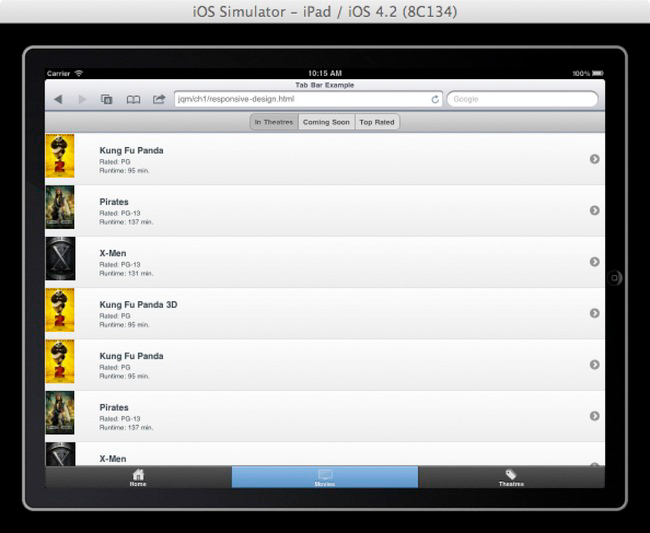 iOS Simulator – iPad / iOS 4.2 (8C134)
Carrier 10:15 AM 100%
Tab Bar Example
jqm/ch1/responsive-design.html Google
In Theatres Coming Soon Top Rated
Kung Fu Panda
Rated: PG
Runtime: 95 min.
2
Pirates
Rated: PG-13
Runtime: 137 min.
X-Men
Rated: PG-13
Runtime: 131 min.
Kung Fu Panda 3D
Rated: PG
Runtime: 95 min.
2
Kung Fu Panda
Rated: PG
Runtime: 95 min.
2
Pirates
Rated: PG-13
Runtime: 137 min.
X-Men
Home Movies Theatres